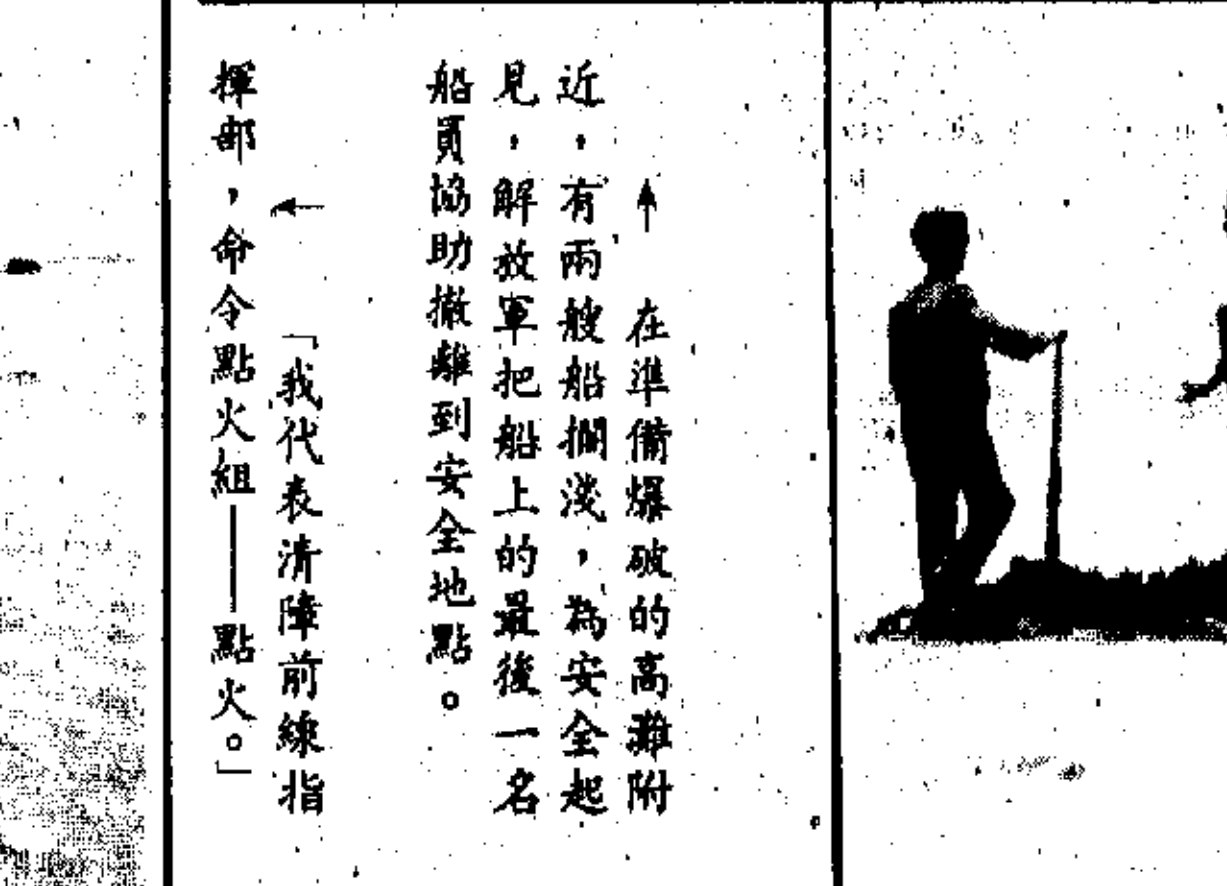 ↑ 在準備爆破的高灘附
近，有兩艘船擱淺，為安全起
見，解放軍把船上的最後一名
船員協助撤離到安全地點。
← 「我代表清障前線指
揮部，命令點火組——點火。」